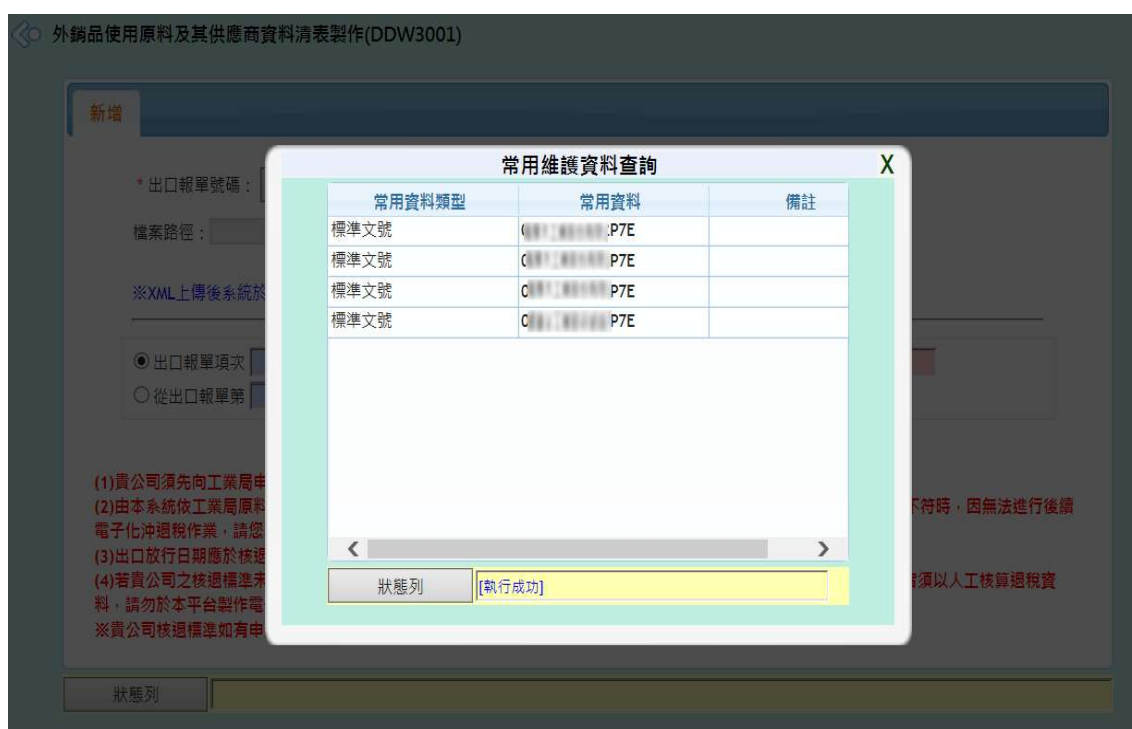 外銷品使用原料及其供應商資料清表製作(DDW3001)
新增
常用維護資料查詢 X
* 出口報單號碼：
常用資料類型 常用資料 備註
檔案路徑：
標準文號 P7E
標準文號 P7E
※XML上傳後系統於
標準文號 P7E
標準文號 P7E
出口報單項次
從出口報單第
(1)貴公司須先向工業局申
(2)由本系統依工業局原料 不符時，因無法進行後續
電子化沖退稅作業，請您
(3)出口放行日期應於核退
(4)若貴公司之核退標準未 須以人工核算退稅資
料，請勿於本平台製作電
※貴公司核退標準如有申
狀態列 [執行成功]
狀態列